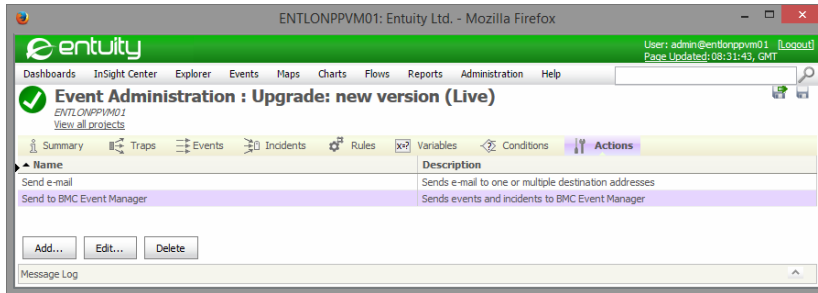 ENTLONPPVM01: Entuity Ltd. - Mozilla Firefox
entuity
User: admin@entlonppvm01 [Logout]
Page Updated: 08:31:43, GMT
Dashboards InSight Center Explorer Events Maps Charts Flows Reports Administration Help
Event Administration : Upgrade: new version (Live)
ENTLONPPVM01
View all projects
Summary Traps Events Incidents Rules x=? Variables Conditions Actions
Name Description
Send e-mail Sends e-mail to one or multiple destination addresses
Send to BMC Event Manager Sends events and incidents to BMC Event Manager
Add... Edit... Delete
Message Log